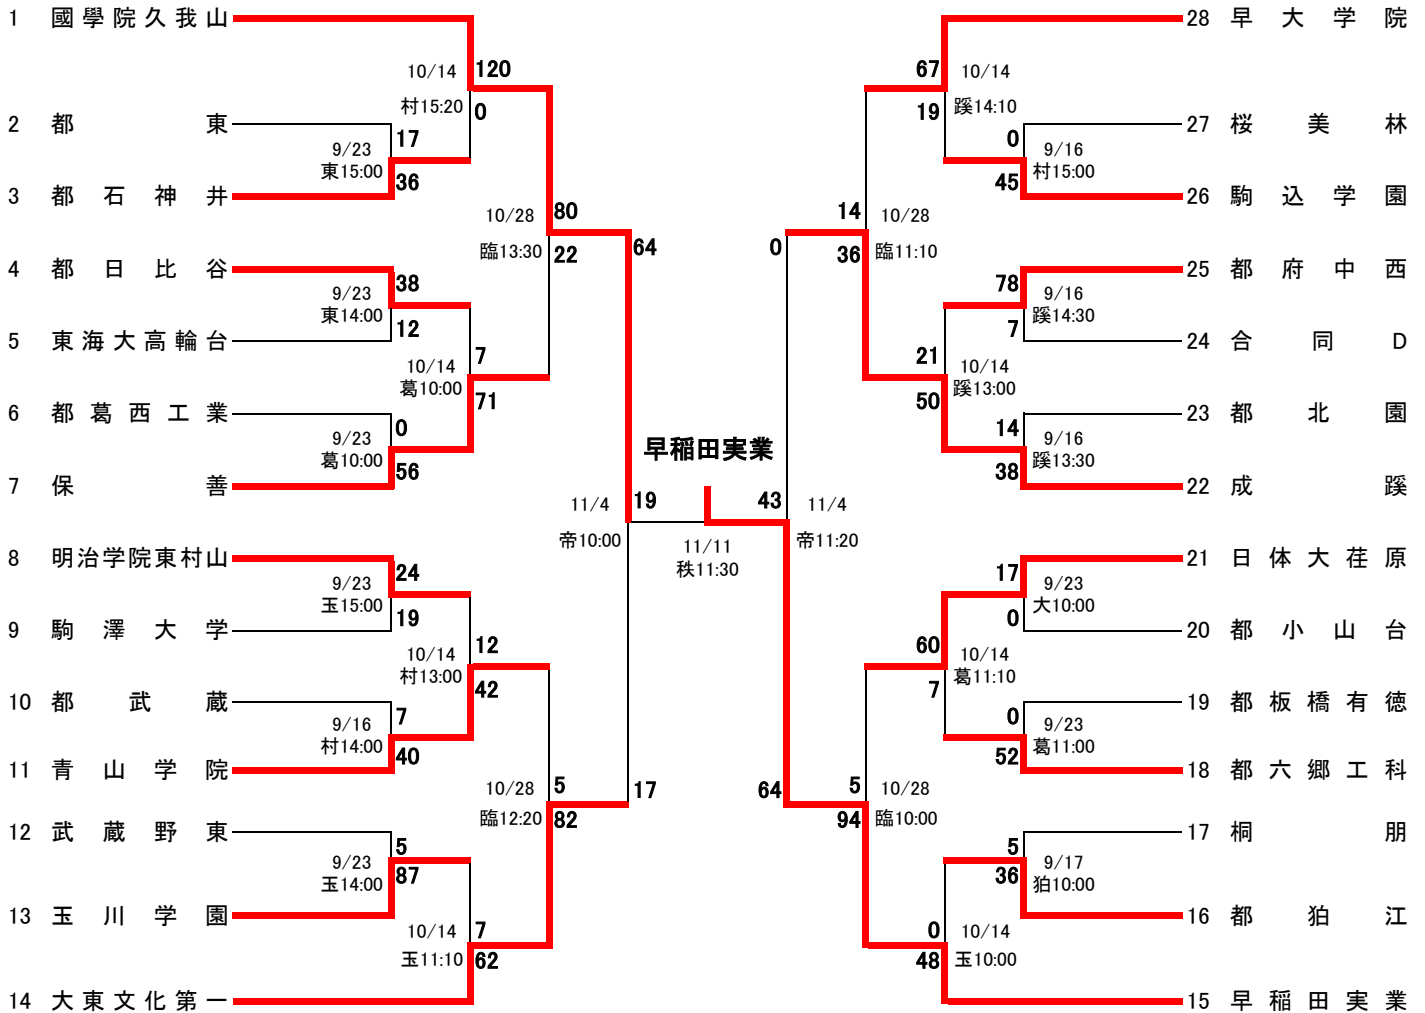 1 國學院久我山
28 早大学院
10/14 120
67 10/14
村15:20 0
19 蹊14:10
2 都東
17
0
27 桜美林
9/23
9/16
東15:00
村15:00
3 都石神井
36
45
26 駒込学園
10/28 80
14 10/28
臨13:30 22
64
0
36 臨11:10
4 都日比谷
38
78
25 都府中西
9/23
9/16
東14:00
蹊14:30
5 東海大高輪台
12
7
24 合同D
10/14 7
21 10/14
葛10:00 71
50 蹊13:00
6 都葛西工業
0
14
23 都北園
9/23
9/16
葛10:00
蹊13:30
7 保善
56
38
22 成蹊
早稲田実業
11/4 19
43 11/4
帝10:00
帝11:20
11/11
秩11:30
8 明治学院東村山
24
17
21 日体大荏原
9/23
9/23
玉15:00
大10:00
9 駒澤大学
19
0
20 都小山台
10/14 12
60 10/14
村13:00 42
7 葛11:10
10 都武蔵
7
0
19 都板橋有徳
9/16
9/23
村14:00
葛11:00
11 青山学院
40
52
18 都六郷工科
10/28 5
17
64
5 10/28
臨12:20 82
94 臨10:00
12 武蔵野東
5
5
17 桐朋
9/23
9/17
玉14:00
狛10:00
87
36
13 玉川学園
16 都狛江
10/14 7
0 10/14
玉11:10 62
48 玉10:00
14 大東文化第一
15 早稲田実業